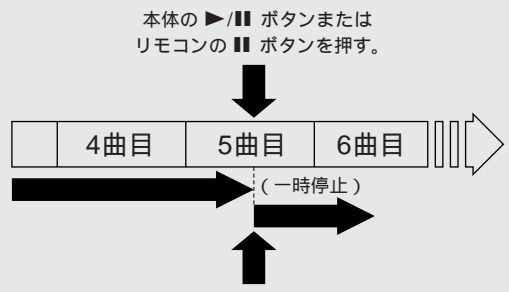 本体の ►/II ボタンまたは
リモコンの II ボタンを押す。
4曲目 5曲目 6曲目
（一時停止）